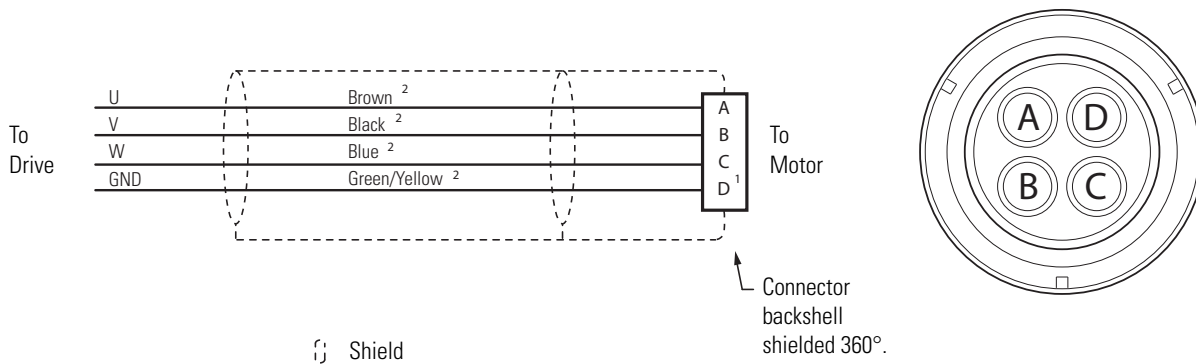 To
Drive
U
V
W
GND
Brown 2
Black 2
Blue 2
Green/Yellow 2
A
B
C
D 1
To
Motor
A D
B C
Connector
backshell
shielded 360°.
Shield